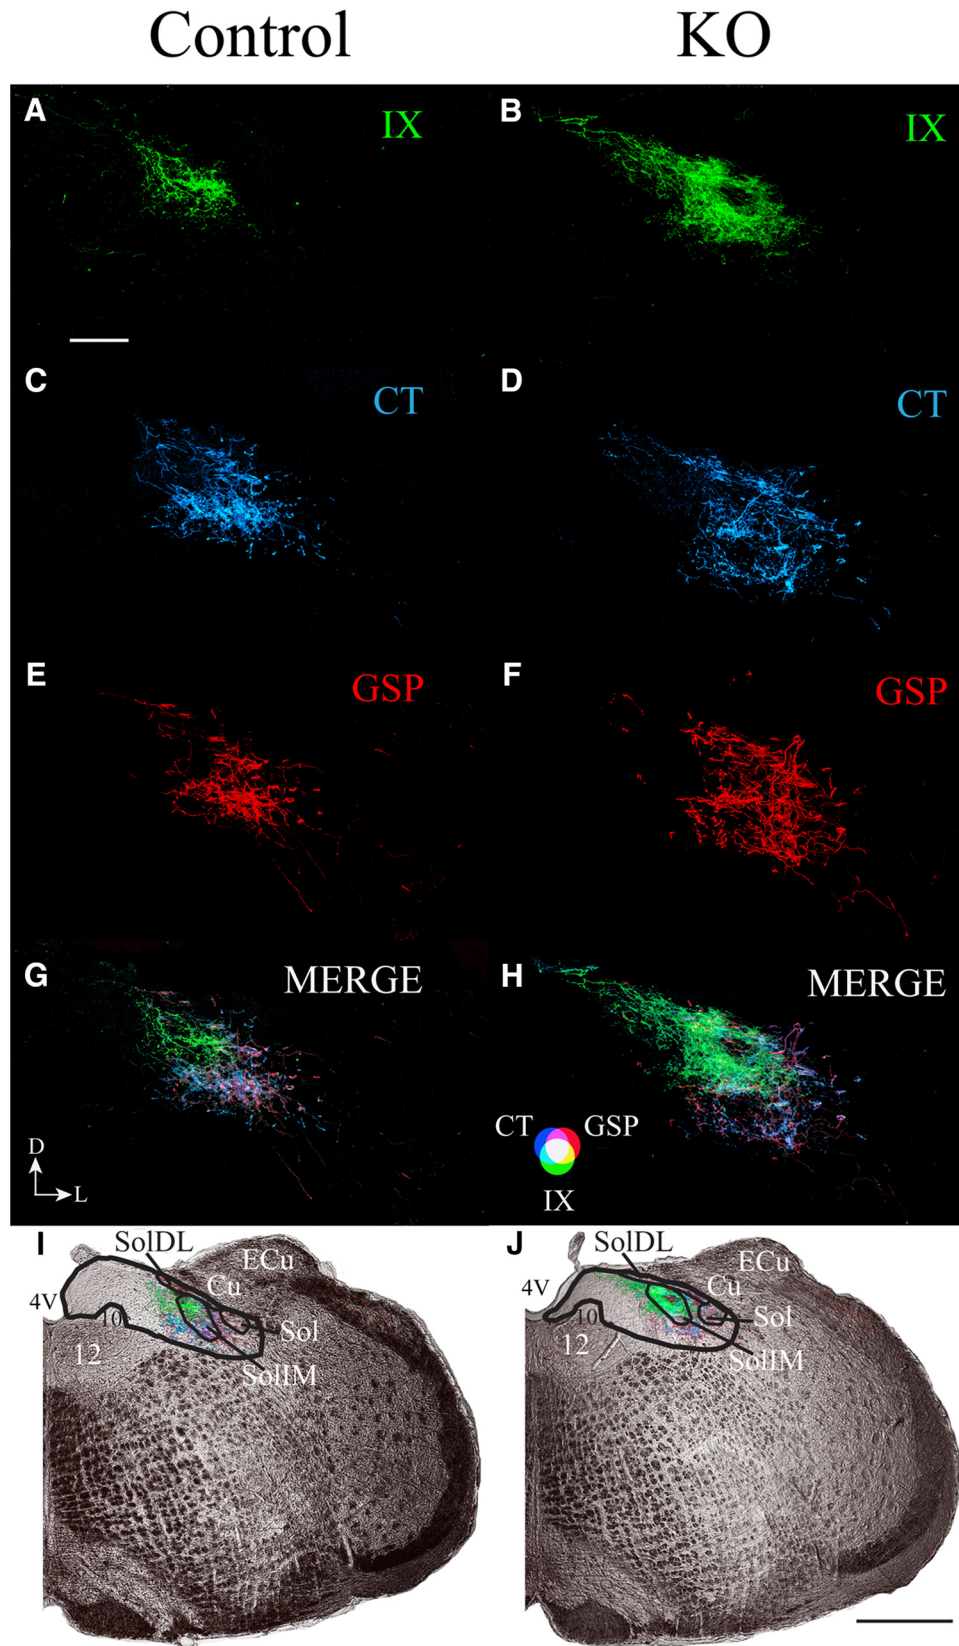 Control KO
A IX B IX
C CT D CT
E GSP F GSP
G MERGE H MERGE
CT GSP
D
L
IX
I SolDL ECu J SolDL ECu
Cu Cu
4V 4V
10 Sol 10 Sol
12 12
SolIM SolIM